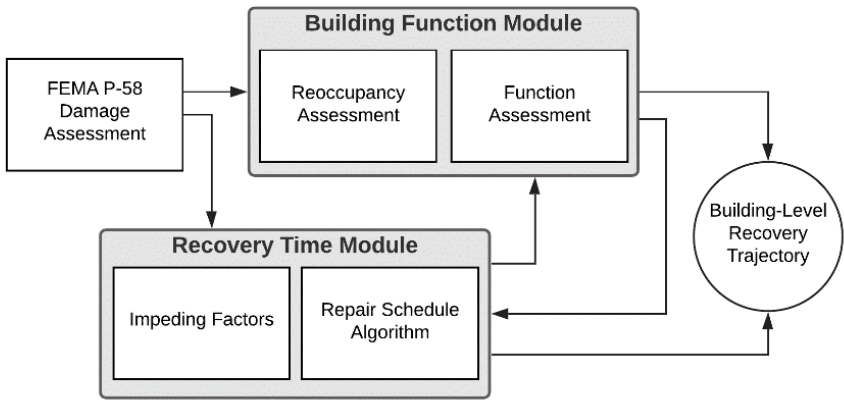 Building Function Module
FEMA P-58
Damage
Assessment
Reoccupancy
Assessment
Function
Assessment
Building-Level
Recovery
Trajectory
Recovery Time Module
Impeding Factors
Repair Schedule
Algorithm